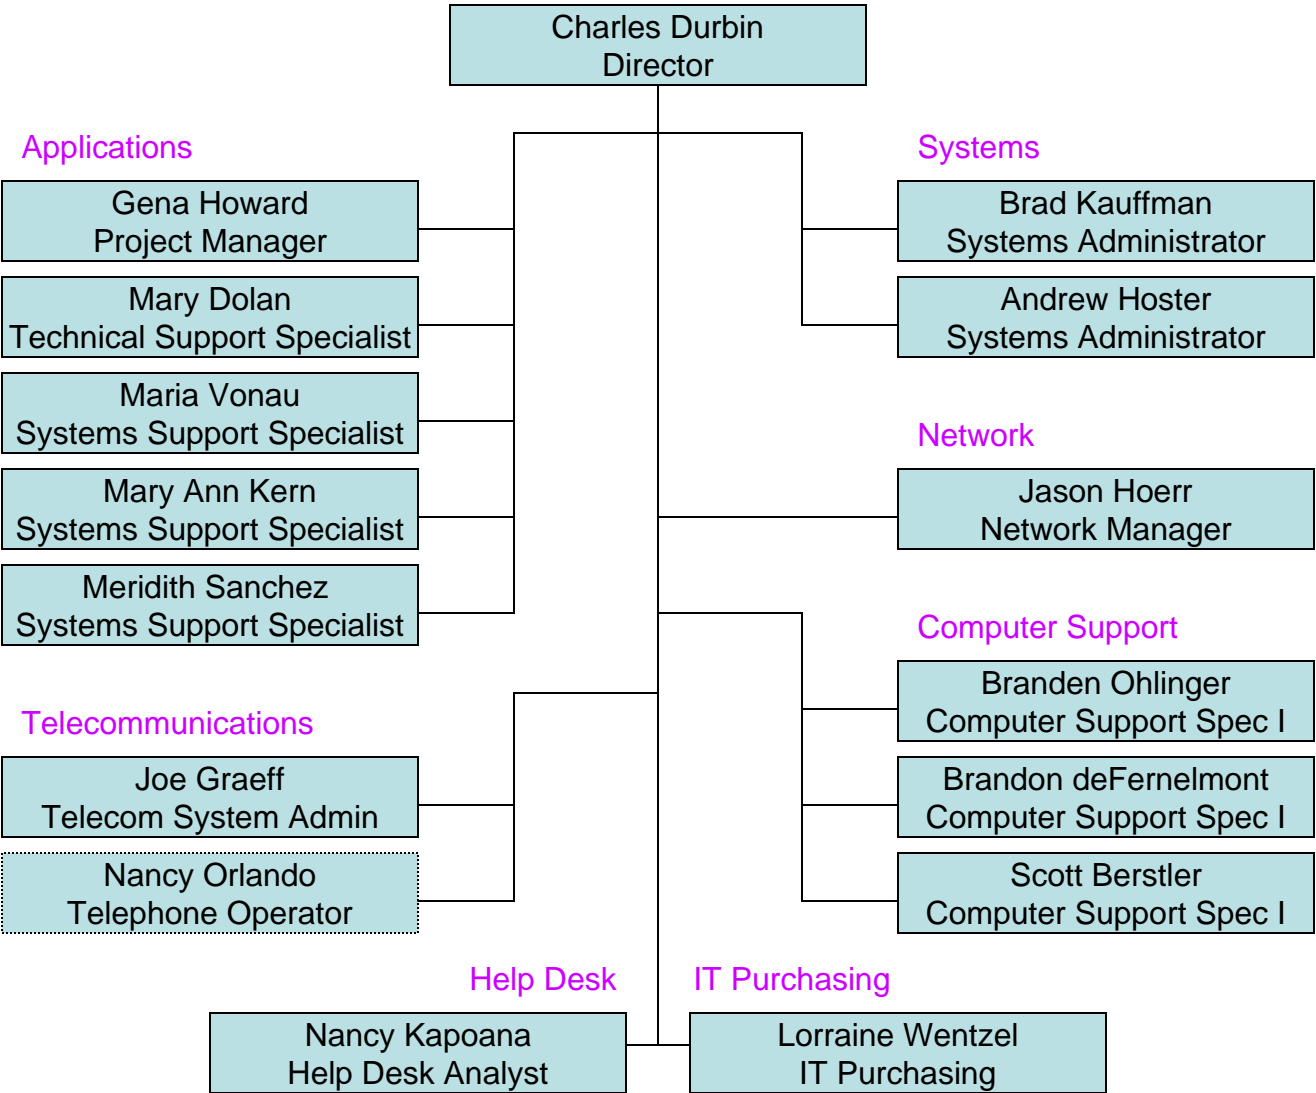 Charles Durbin
Director
Applications
Gena Howard
Project Manager
Mary Dolan
Technical Support Specialist
Maria Vonau
Systems Support Specialist
Mary Ann Kern
Systems Support Specialist
Meridith Sanchez
Systems Support Specialist
Telecommunications
Joe Graeff
Telecom System Admin
Nancy Orlando
Telephone Operator
Systems
Brad Kauffman
Systems Administrator
Andrew Hoster
Systems Administrator
Network
Jason Hoerr
Network Manager
Computer Support
Branden Ohlinger
Computer Support Spec I
Brandon deFernelmont
Computer Support Spec I
Scott Berstler
Computer Support Spec I
Help Desk
Nancy Kapoana
Help Desk Analyst
IT Purchasing
Lorraine Wentzel
IT Purchasing